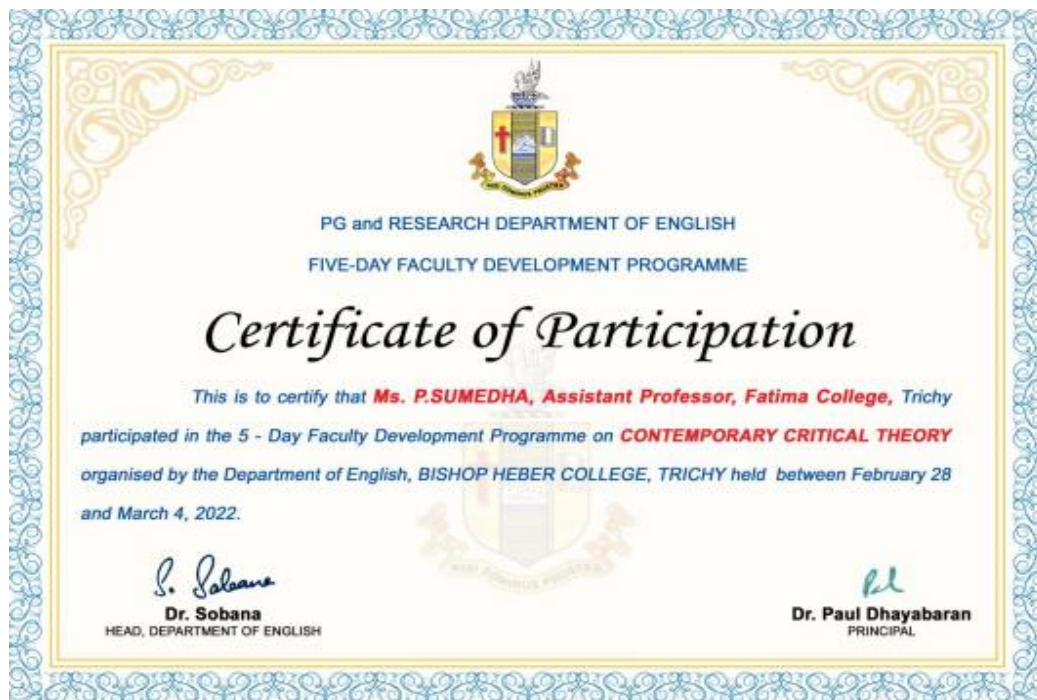 NISI DOMINUS FRUSTRA
PG and RESEARCH DEPARTMENT OF ENGLISH
FIVE-DAY FACULTY DEVELOPMENT PROGRAMME
Certificate of Participation
This is to certify that Ms. P.SUMEDHA, Assistant Professor, Fatima College, Trichy
participated in the 5 - Day Faculty Development Programme on CONTEMPORARY CRITICAL THEORY
organised by the Department of English, BISHOP HEBER COLLEGE, TRICHY held between February 28
and March 4, 2022.
Dr. Sobana
HEAD, DEPARTMENT OF ENGLISH
Dr. Paul Dhayabaran
PRINCIPAL